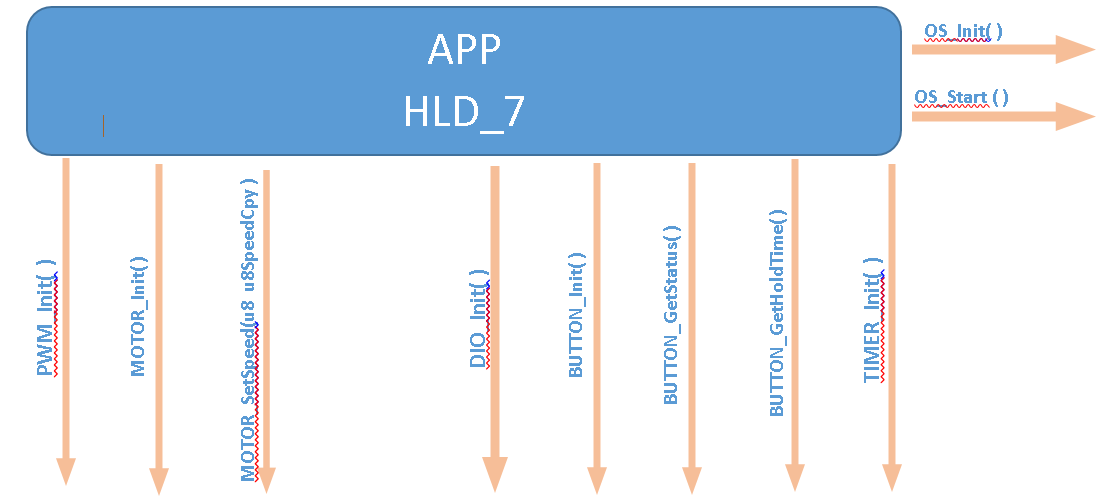 APP
HLD_7
OS_Init( )
OS_Start ( )
PWM_Init( )
MOTOR_Init()
MOTOR_SetSpeed(u8 u8SpeedCpy )
DIO_Init( )
BUTTON_Init( )
BUTTON_GetStatus( )
BUTTON_GetHoldTime( )
TIMER_Init( )